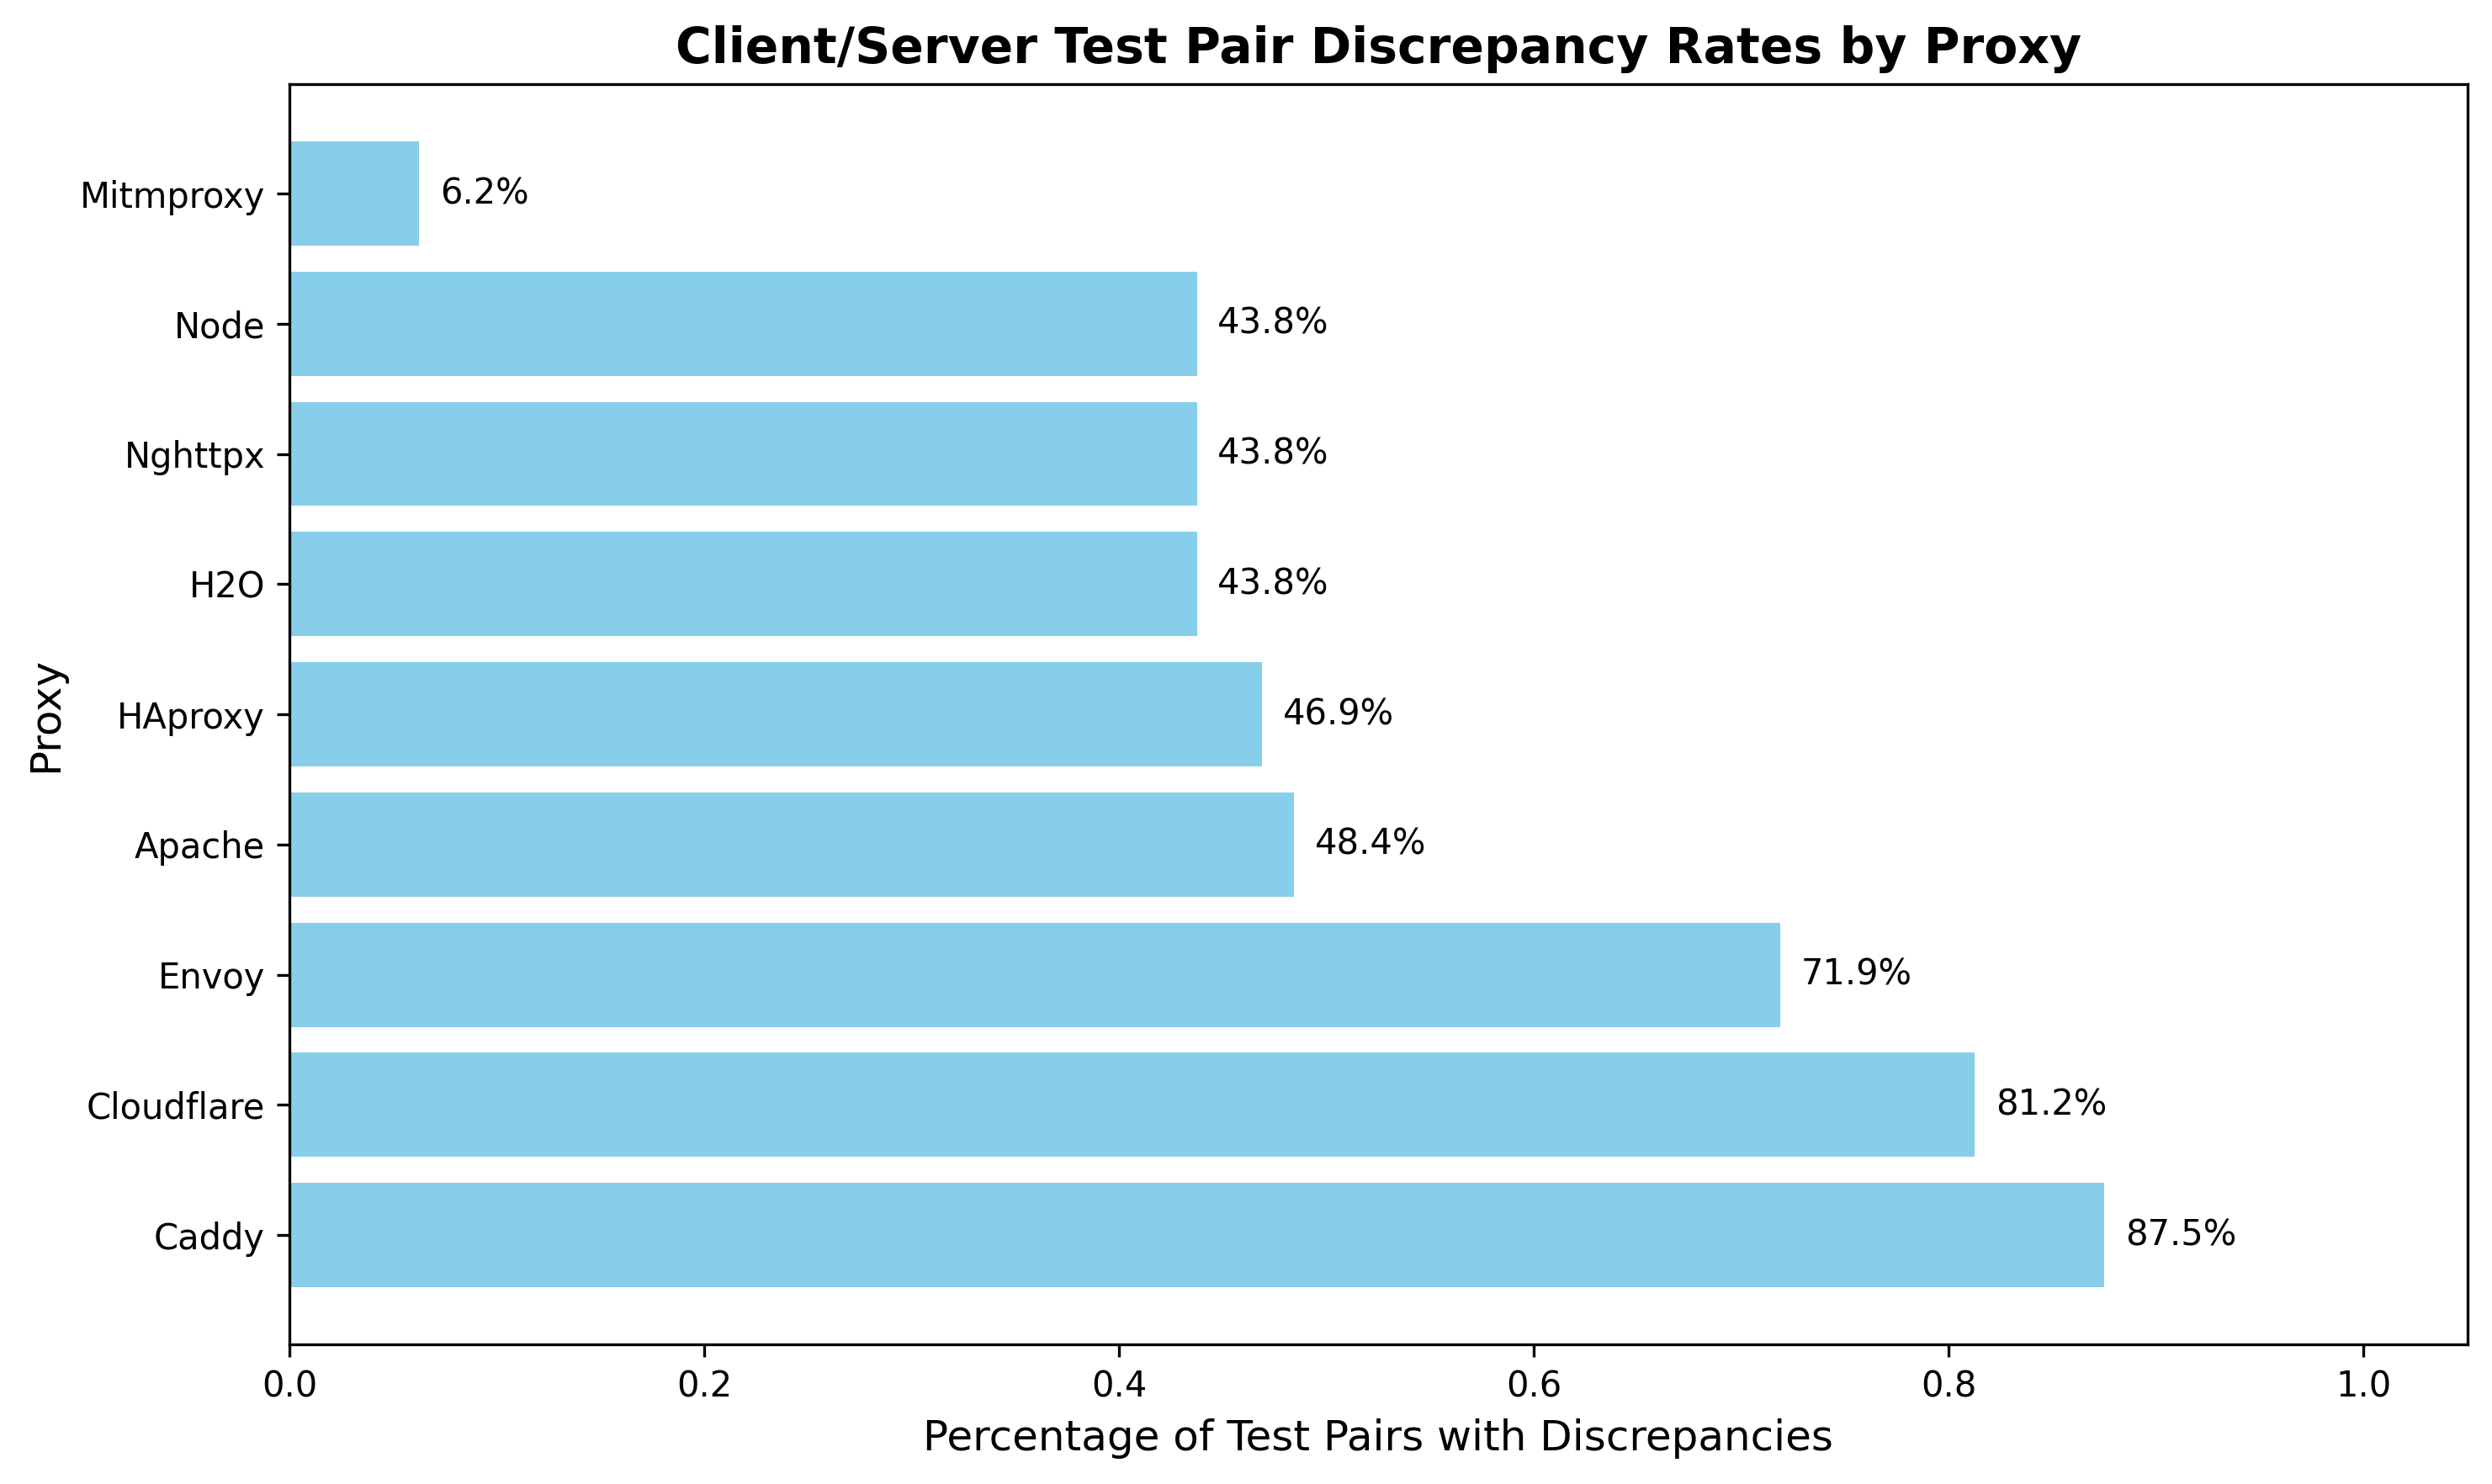 Client/Server Test Pair Discrepancy Rates by Proxy
Proxy
Mitmproxy 6.2%
Node 43.8%
Nghttpx 43.8%
H2O 43.8%
HAproxy 46.9%
Apache 48.4%
Envoy 71.9%
Cloudflare 81.2%
Caddy 87.5%
0.0 0.2 0.4 0.6 0.8 1.0
Percentage of Test Pairs with Discrepancies